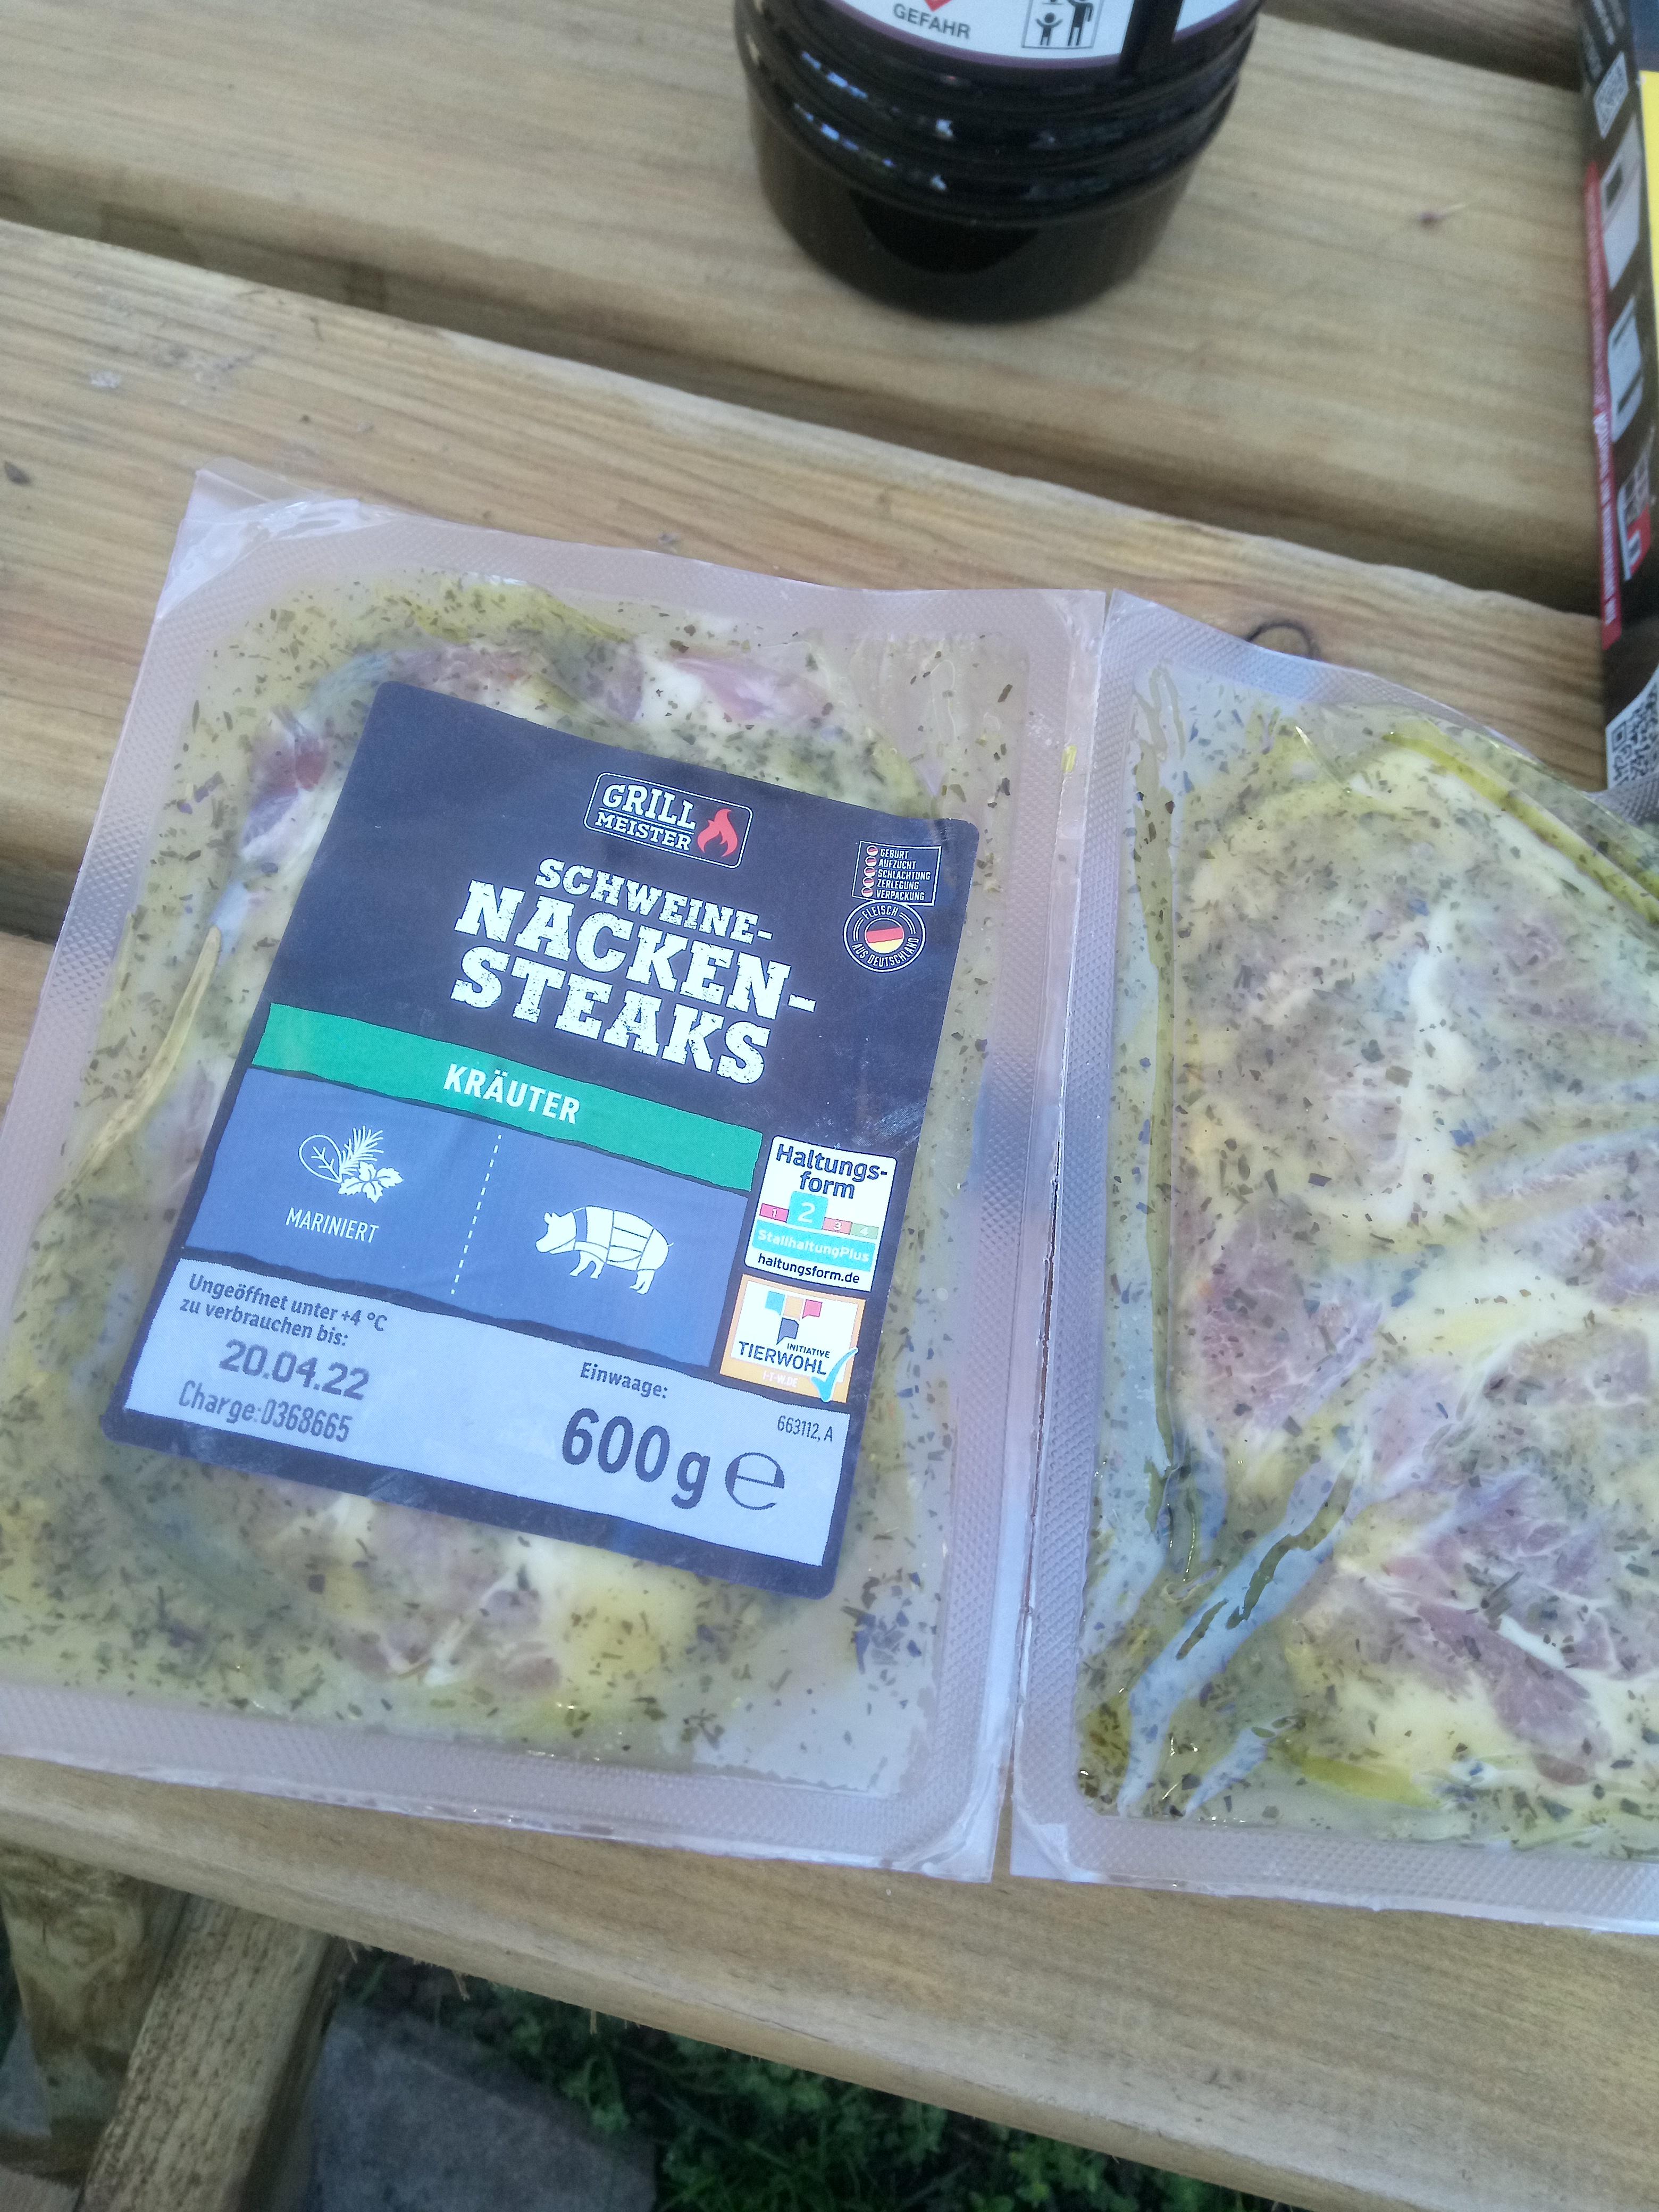 GEFAHR
GRILL
MEISTER
GEBURT
AUFZUCHT
SCHLACHTUNG
ZERLEGUNG
VERPACKUNG
FLEISCH
AUS DEUTSCHLAND
SCHWEINE-
NACKEN-
STEAKS
KRÄUTER
MARINIERT
Haltungs-
form
1 2 3 4
StallhaltungPlus
haltungsform.de
INITIATIVE
TIERWOHL
I-T-W.DE
Ungeöffnet unter +4 °C
zu verbrauchen bis:
20.04.22
Charge:0368665
Einwaage:
663112, A
600 g e